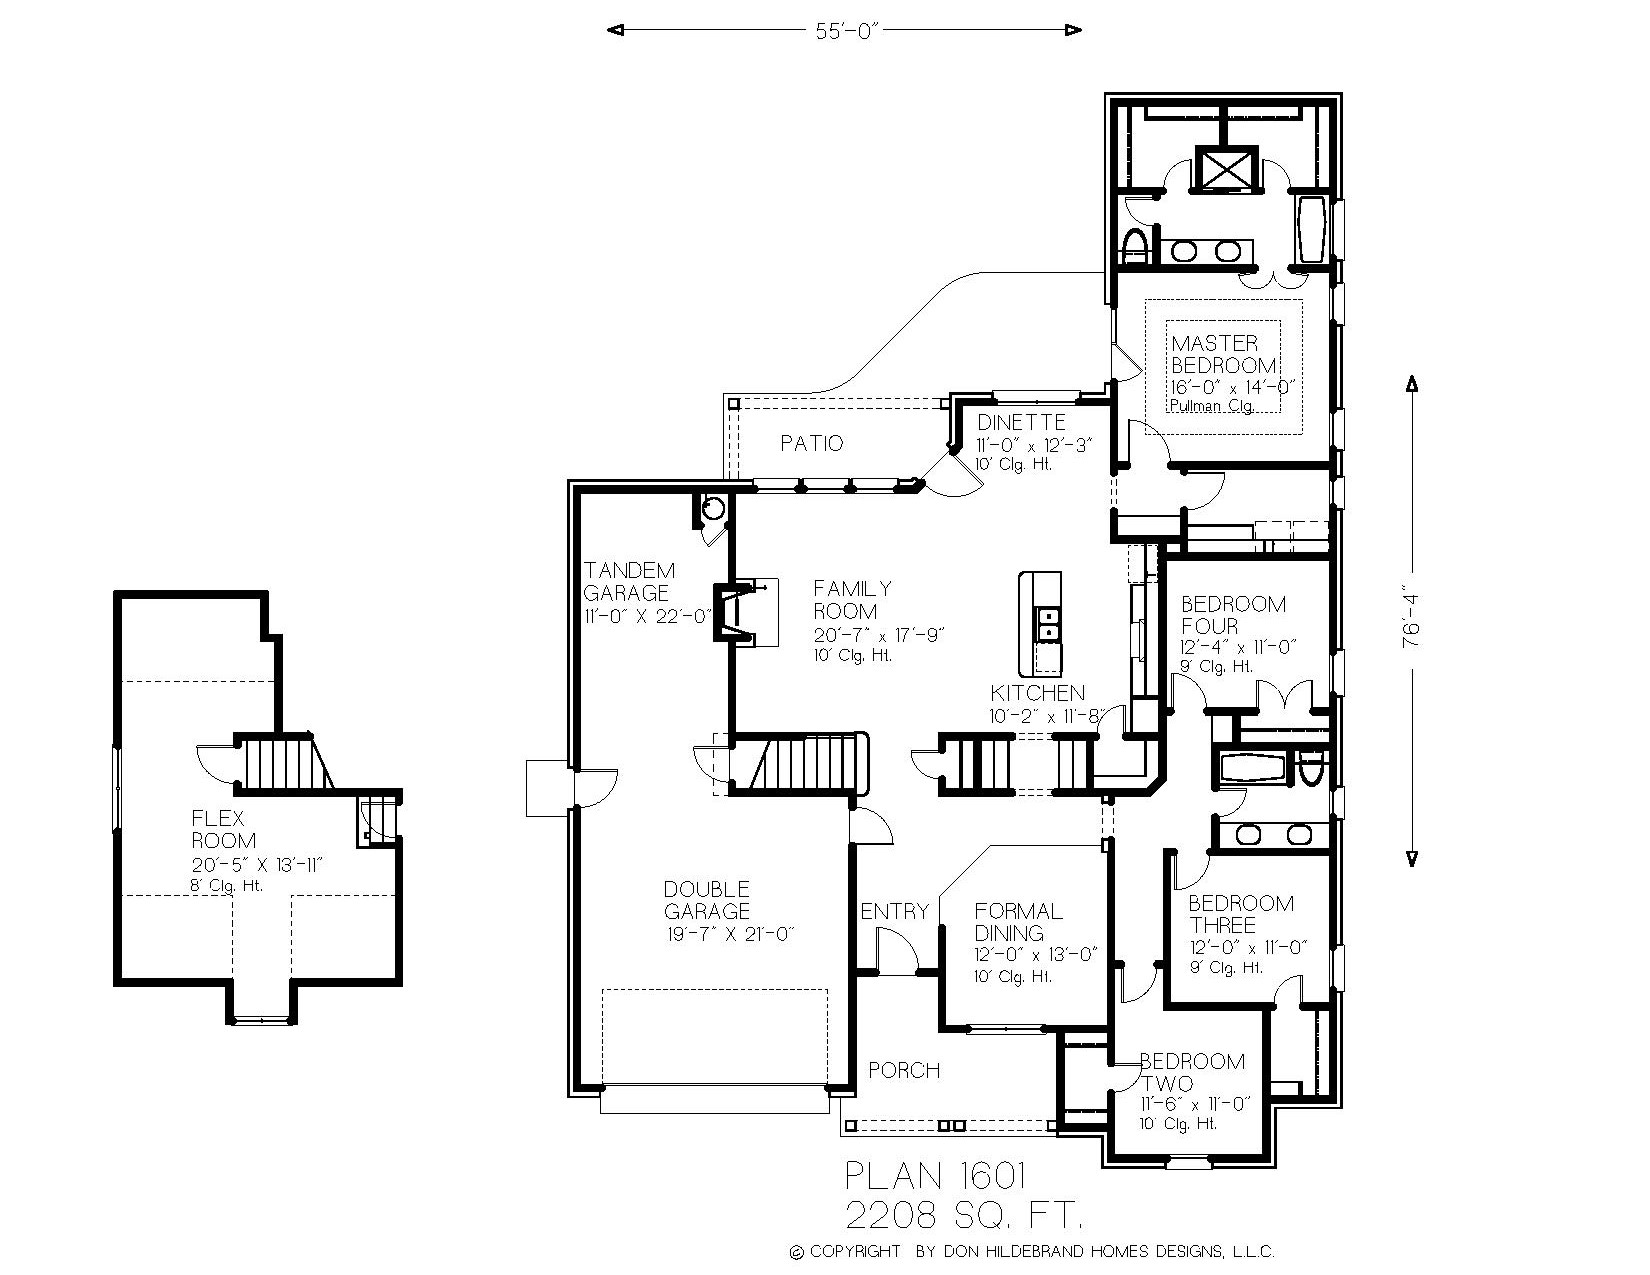 55'-0"
MASTER
BEDROOM
16'-0" x 14'-0"
Pullman Clg.
DINETTE
11'-0" x 12'-3"
10' Clg. Ht.
PATIO
TANDEM
GARAGE
11'-0" X 22'-0"
FAMILY
ROOM
20'-7" x 17'-9"
10' Clg. Ht.
BEDROOM
FOUR
12'-4" x 11'-0"
9' Clg. Ht.
76'-4"
KITCHEN
10'-2" x 11'-8"
FLEX
ROOM
20'-5" X 13'-11"
8' Clg. Ht.
DOUBLE
GARAGE
19'-7" X 21'-0"
ENTRY
FORMAL
DINING
12'-0" x 13'-0"
10' Clg. Ht.
BEDROOM
THREE
12'-0" x 11'-0"
9' Clg. Ht.
PORCH
BEDROOM
TWO
11'-6" x 11'-0"
10' Clg. Ht.
PLAN 1601
2208 SQ. FT.
© COPYRIGHT BY DON HILDEBRAND HOMES DESIGNS, L.L.C.